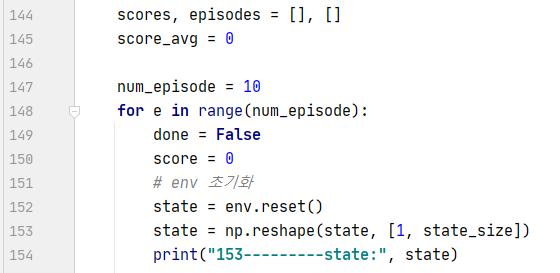 144 scores, episodes = [], []
145 score_avg = 0
146
147 num_episode = 10
148 for e in range(num_episode):
149 done = False
150 score = 0
151 # env 초기화
152 state = env.reset()
153 state = np.reshape(state, [1, state_size])
154 print("153---------state:", state)